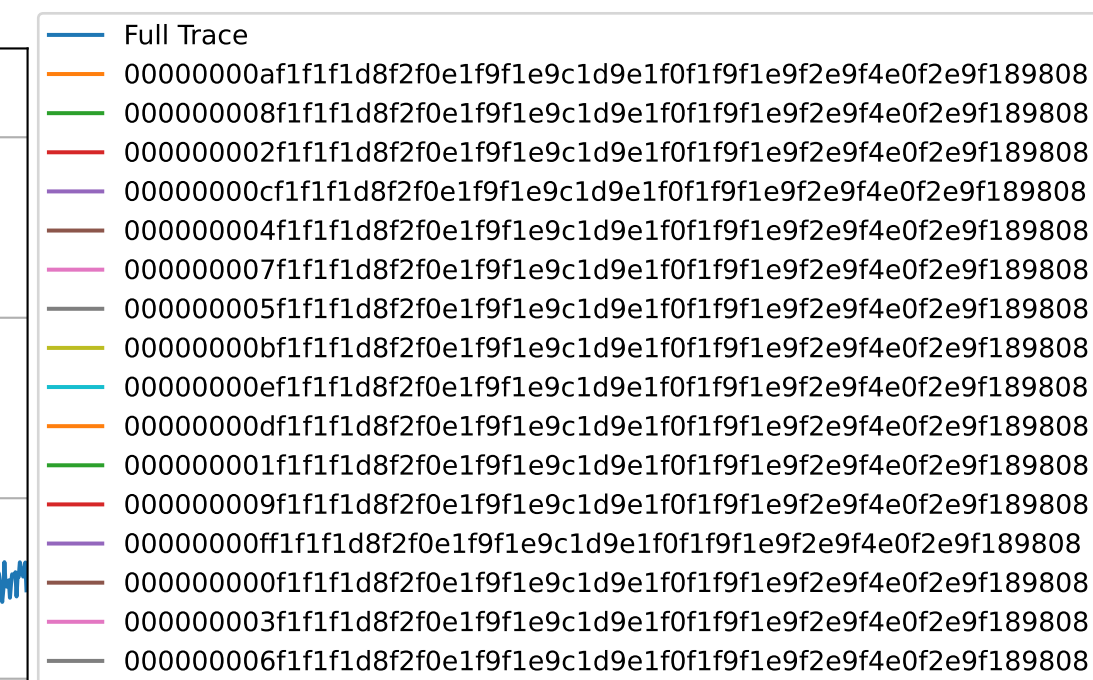 Full Trace
00000000af1f1f1d8f2f0e1f9f1e9c1d9e1f0f1f9f1e9f2e9f4e0f2e9f189808
000000008f1f1f1d8f2f0e1f9f1e9c1d9e1f0f1f9f1e9f2e9f4e0f2e9f189808
000000002f1f1f1d8f2f0e1f9f1e9c1d9e1f0f1f9f1e9f2e9f4e0f2e9f189808
00000000cf1f1f1d8f2f0e1f9f1e9c1d9e1f0f1f9f1e9f2e9f4e0f2e9f189808
000000004f1f1f1d8f2f0e1f9f1e9c1d9e1f0f1f9f1e9f2e9f4e0f2e9f189808
000000007f1f1f1d8f2f0e1f9f1e9c1d9e1f0f1f9f1e9f2e9f4e0f2e9f189808
000000005f1f1f1d8f2f0e1f9f1e9c1d9e1f0f1f9f1e9f2e9f4e0f2e9f189808
00000000bf1f1f1d8f2f0e1f9f1e9c1d9e1f0f1f9f1e9f2e9f4e0f2e9f189808
00000000ef1f1f1d8f2f0e1f9f1e9c1d9e1f0f1f9f1e9f2e9f4e0f2e9f189808
00000000df1f1f1d8f2f0e1f9f1e9c1d9e1f0f1f9f1e9f2e9f4e0f2e9f189808
000000001f1f1f1d8f2f0e1f9f1e9c1d9e1f0f1f9f1e9f2e9f4e0f2e9f189808
000000009f1f1f1d8f2f0e1f9f1e9c1d9e1f0f1f9f1e9f2e9f4e0f2e9f189808
00000000ff1f1f1d8f2f0e1f9f1e9c1d9e1f0f1f9f1e9f2e9f4e0f2e9f189808
000000000f1f1f1d8f2f0e1f9f1e9c1d9e1f0f1f9f1e9f2e9f4e0f2e9f189808
000000003f1f1f1d8f2f0e1f9f1e9c1d9e1f0f1f9f1e9f2e9f4e0f2e9f189808
000000006f1f1f1d8f2f0e1f9f1e9c1d9e1f0f1f9f1e9f2e9f4e0f2e9f189808